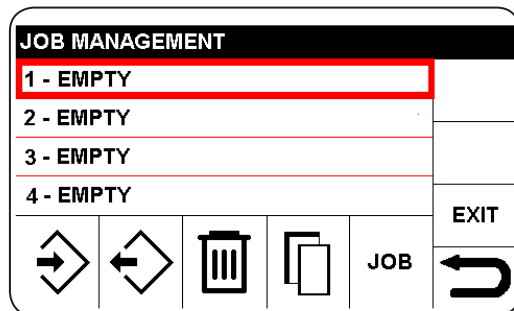 JOB MANAGEMENT
1 - EMPTY
2 - EMPTY
3 - EMPTY
4 - EMPTY
EXIT
JOB